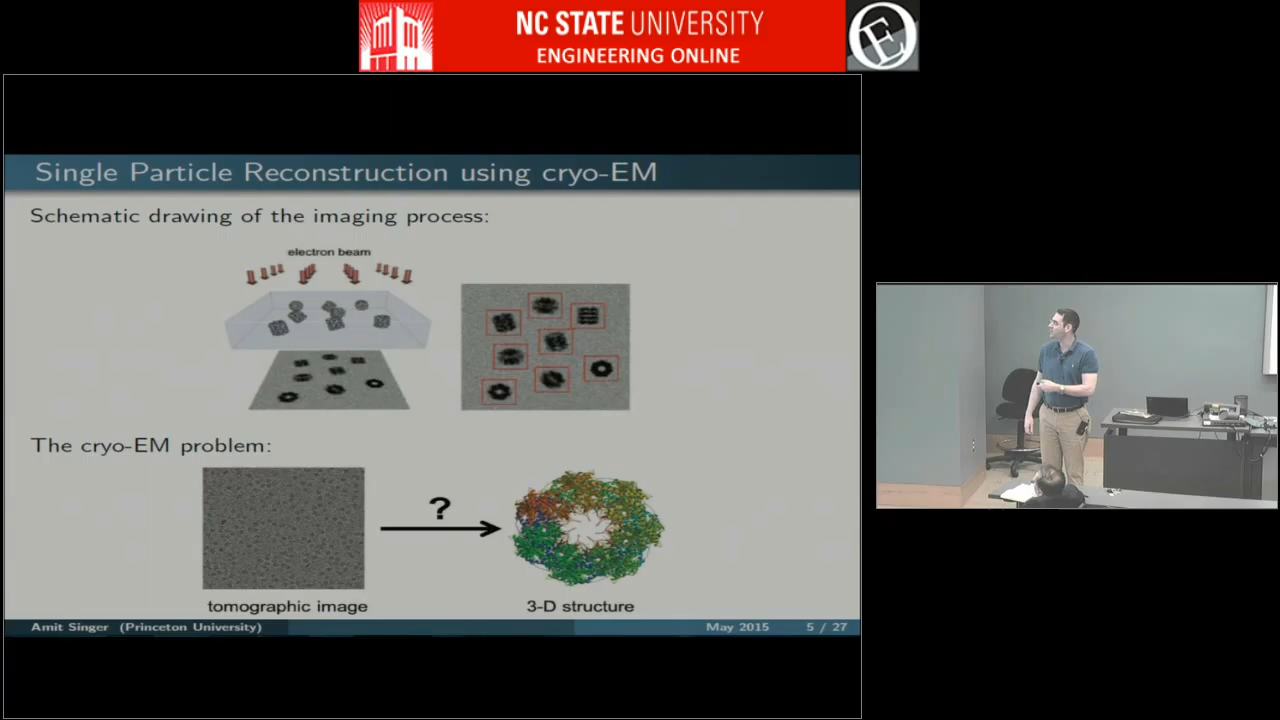 NC STATE UNIVERSITY
ENGINEERING ONLINE
OE
Single Particle Reconstruction using cryo-EM
Schematic drawing of the imaging process:
electron beam
The cryo-EM problem:
?
tomographic image
3-D structure
Amit Singer (Princeton University)
May 2015
5 / 27